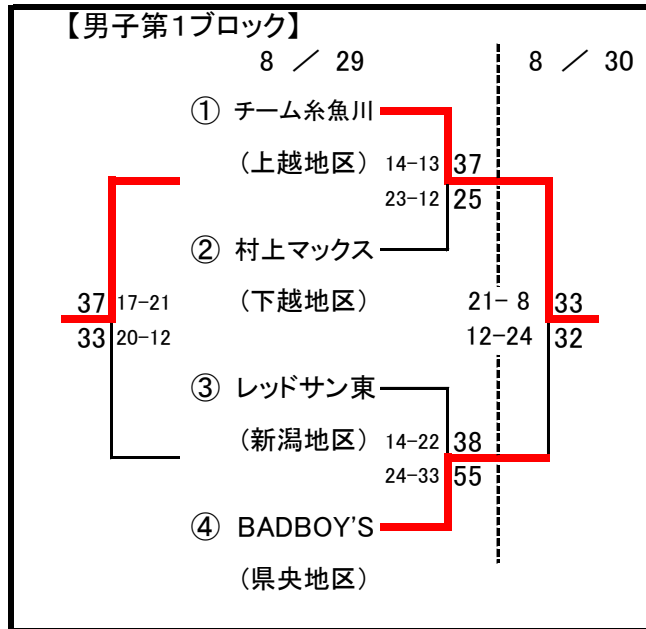 【男子第1ブロック】
8 ／ 29
8 ／ 30
① チーム糸魚川
（上越地区）
14-13
37
23-12
25
② 村上マックス
（下越地区）
37
17-21
33
20-12
21- 8
33
12-24
32
③ レッドサン東
（新潟地区）
14-22
38
24-33
55
④ BADBOY'S
（県央地区）